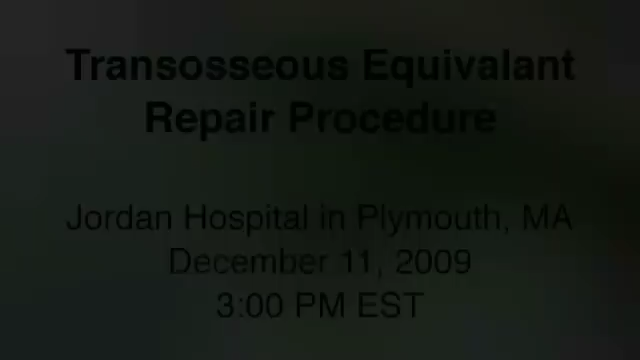 Transosseous Equivalant
Repair Procedure
Jordan Hospital in Plymouth, MA
December 11, 2009
3:00 PM EST